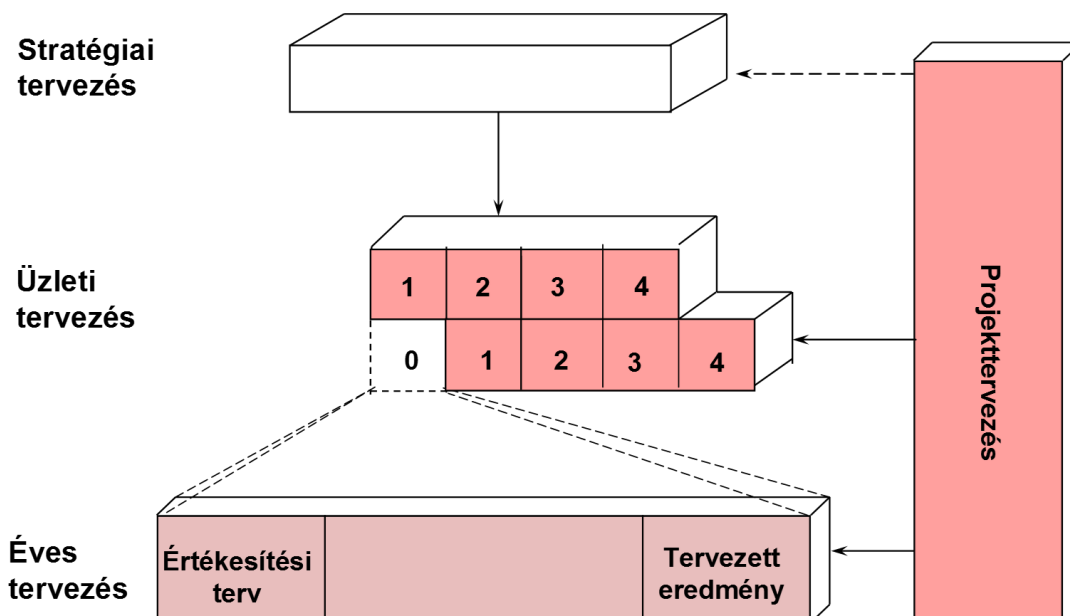 Stratégiai
tervezés
Üzleti
tervezés
1 2 3 4
0 1 2 3 4
Projekttervezés
Éves
tervezés
Értékesítési
terv
Tervezett
eredmény